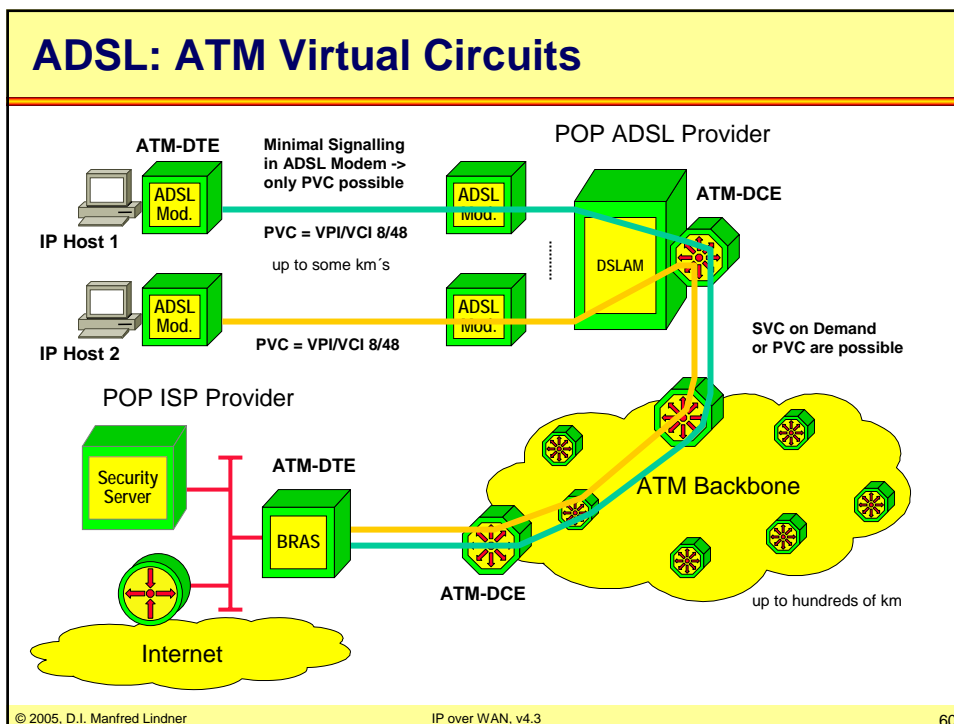 ADSL: ATM Virtual Circuits
POP ADSL Provider
ATM-DTE
Minimal Signalling
in ADSL Modem ->
only PVC possible
ATM-DCE
ADSL
Mod.
ADSL
Mod.
IP Host 1
PVC = VPI/VCI 8/48
up to some km´s
DSLAM
ADSL
Mod.
ADSL
Mod.
IP Host 2
PVC = VPI/VCI 8/48
SVC on Demand
or PVC are possible
POP ISP Provider
Security
Server
ATM-DTE
BRAS
ATM Backbone
ATM-DCE
up to hundreds of km
Internet
© 2005, D.I. Manfred Lindner
IP over WAN, v4.3
60